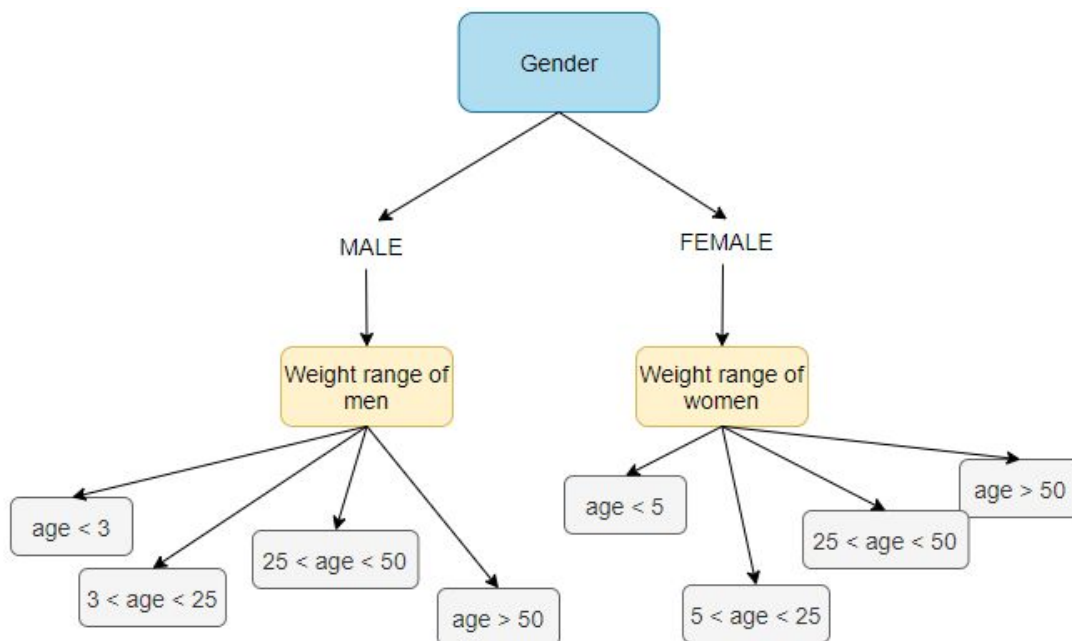 Gender
MALE
FEMALE
Weight range of
men
Weight range of
women
age < 3
3 < age < 25
25 < age < 50
age > 50
age < 5
5 < age < 25
25 < age < 50
age > 50